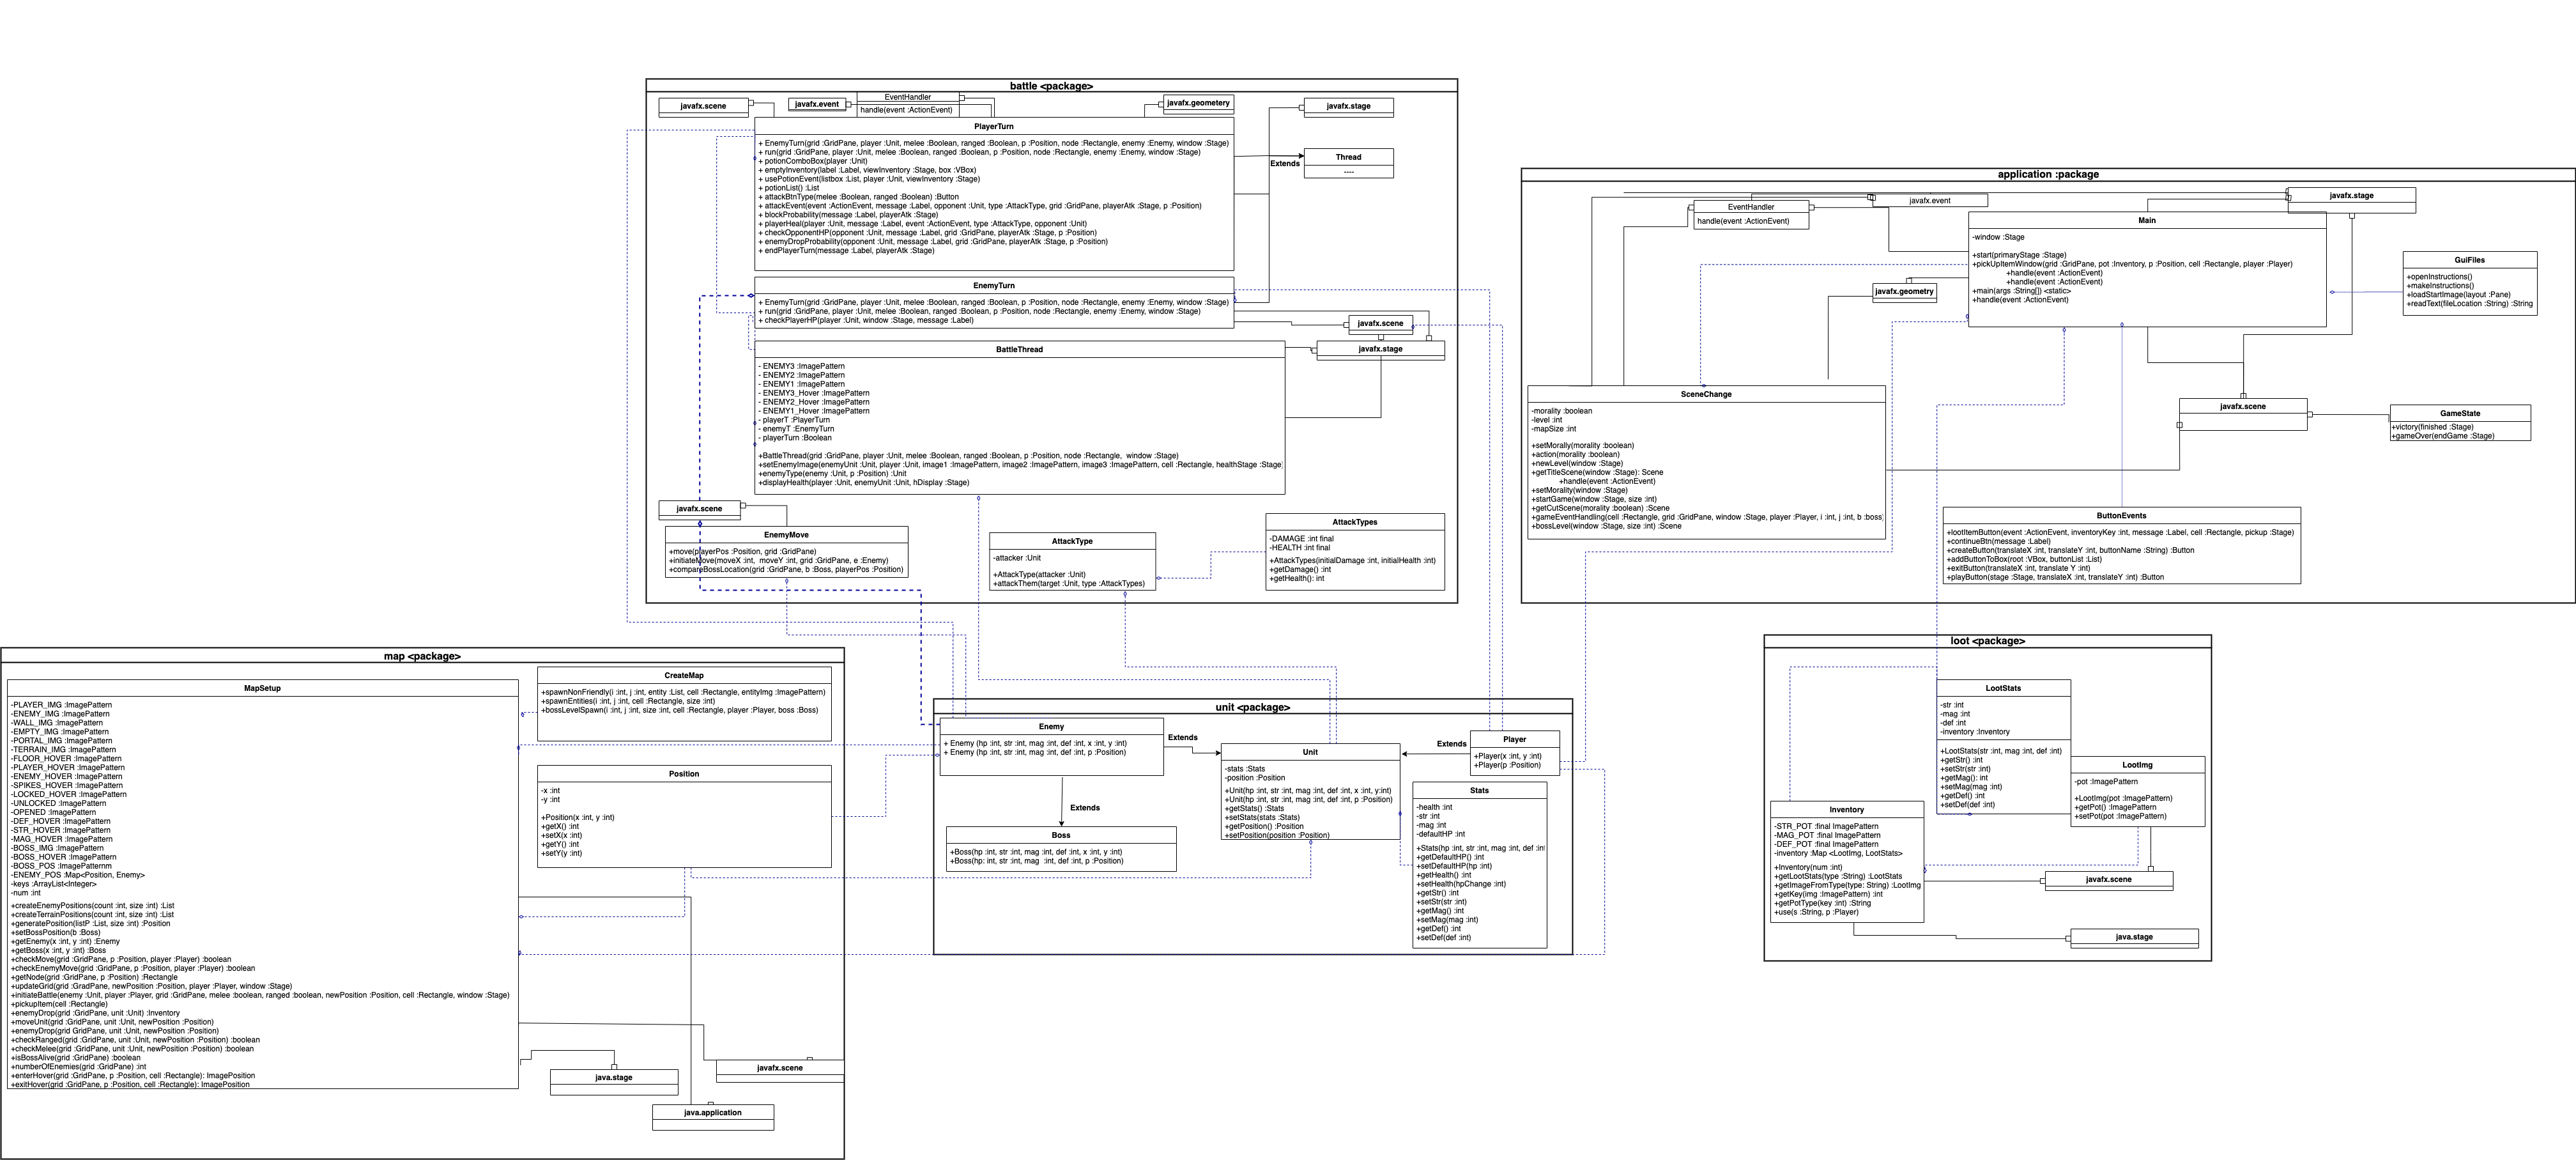 battle <package>
javafx.scene
javafx.event
EventHandler
handle(event :ActionEvent)
javafx.geometery
javafx.stage
PlayerTurn
+ EnemyTurn(grid :GridPane, player :Unit, melee :Boolean, ranged :Boolean, p :Position, node :Rectangle, enemy :Enemy, window :Stage)
+ run(grid :GridPane, player :Unit, melee :Boolean, ranged :Boolean, p :Position, node :Rectangle, enemy :Enemy, window :Stage)
+ potionComboBox(player :Unit)
+ emptyInventory(label :Label, viewInventory :Stage, box :VBox)
+ usePotionEvent(listbox :List, player :Unit, viewInventory :Stage)
+ potionList() :List
+ attackBtnType(melee :Boolean, ranged :Boolean) :Button
+ attackEvent(event :ActionEvent, message :Label, opponent :Unit, type :AttackType, grid :GridPane, playerAtk :Stage, p :Position)
+ blockProbability(message :Label, playerAtk :Stage)
+ playerHeal(player :Unit, message :Label, event :ActionEvent, type :AttackType, opponent :Unit)
+ checkOpponentHP(opponent :Unit, message :Label, grid :GridPane, playerAtk :Stage, p :Position)
+ enemyDropProbability(opponent :Unit, message :Label, grid :GridPane, playerAtk :Stage, p :Position)
+ endPlayerTurn(message :Label, playerAtk :Stage)
Extends
Thread
----
EnemyTurn
+ EnemyTurn(grid :GridPane, player :Unit, melee :Boolean, ranged :Boolean, p :Position, node :Rectangle, enemy :Enemy, window :Stage)
+ run(grid :GridPane, player :Unit, melee :Boolean, ranged :Boolean, p :Position, node :Rectangle, enemy :Enemy, window :Stage)
+ checkPlayerHP(player :Unit, window :Stage, message :Label)
javafx.scene
javafx.stage
BattleThread
- ENEMY3 :ImagePattern
- ENEMY2 :ImagePattern
- ENEMY1 :ImagePattern
- ENEMY3_Hover :ImagePattern
- ENEMY2_Hover :ImagePattern
- ENEMY1_Hover :ImagePattern
- playerT :PlayerTurn
- enemyT :EnemyTurn
- playerTurn :Boolean
+BattleThread(grid :GridPane, player :Unit, melee :Boolean, ranged :Boolean, p :Position, node :Rectangle,  window :Stage)
+setEnemyImage(enemyUnit :Unit, player :Unit, image1 :ImagePattern, image2 :ImagePattern, image3 :ImagePattern, cell :Rectangle, healthStage :Stage)
+enemyType(enemy :Unit, p :Position) :Unit
+displayHealth(player :Unit, enemyUnit :Unit, hDisplay :Stage)
javafx.scene
EnemyMove
+move(playerPos :Position, grid :GridPane)
+initiateMove(moveX :int,  moveY :int, grid :GridPane, e :Enemy)
+compareBossLocation(grid :GridPane, b :Boss, playerPos :Position)
AttackType
-attacker :Unit
+AttackType(attacker :Unit)
+attackThem(target :Unit, type :AttackTypes)
AttackTypes
-DAMAGE :int final
-HEALTH :int final
+AttackTypes(initialDamage :int, initialHealth :int)
+getDamage() :int
+getHealth(): int
application :package
javafx.event
EventHandler
handle(event :ActionEvent)
javafx.stage
Main
-window :Stage
+start(primaryStage :Stage)
+pickUpItemWindow(grid :GridPane, pot :Inventory, p :Position, cell :Rectangle, player :Player)
+handle(event :ActionEvent)
+handle(event :ActionEvent)
+main(args :String[]) <static>
+handle(event :ActionEvent)
GuiFiles
+openInstructions()
+makeInstructions()
+loadStartImage(layout :Pane)
+readText(fileLocation :String) :String
javafx.geometry
SceneChange
-morality :boolean
-level :int
-mapSize :int
+setMorally(morality :boolean)
+action(morality :boolean)
+newLevel(window :Stage)
+getTitleScene(window :Stage): Scene
+handle(event :ActionEvent)
+setMorality(window :Stage)
+startGame(window :Stage, size :int)
+getCutScene(morality :boolean) :Scene
+gameEventHandling(cell :Rectangle, grid :GridPane, window :Stage, player :Player, i :int, j :int, b :boss)
+bossLevel(window :Stage, size :int) :Scene
javafx.scene
GameState
+victory(finished :Stage)
+gameOver(endGame :Stage)
ButtonEvents
+lootItemButton(event :ActionEvent, inventoryKey :int, message :Label, cell :Rectangle, pickup :Stage)
+continueBtn(message :Label)
+createButton(translateX :int, translateY :int, buttonName :String) :Button
+addButtonToBox(root :VBox, buttonList :List)
+exitButton(translateX :int, translate Y :int)
+playButton(stage :Stage, translateX :int, translateY :int) :Button
map <package>
MapSetup
-PLAYER_IMG :ImagePattern
-ENEMY_IMG :ImagePattern
-WALL_IMG :ImagePattern
-EMPTY_IMG :ImagePattern
-PORTAL_IMG :ImagePattern
-TERRAIN_IMG :ImagePattern
-FLOOR_HOVER :ImagePattern
-PLAYER_HOVER :ImagePattern
-ENEMY_HOVER :ImagePattern
-SPIKES_HOVER :ImagePattern
-LOCKED_HOVER :ImagePattern
-UNLOCKED :ImagePattern
-OPENED :ImagePattern
-DEF_HOVER :ImagePattern
-STR_HOVER :ImagePattern
-MAG_HOVER :ImagePattern
-BOSS_IMG :ImagePattern
-BOSS_HOVER :ImagePattern
-BOSS_POS :ImagePatternm
-ENEMY_POS :Map<Position, Enemy>
-keys :ArrayList<Integer>
-num :int
+createEnemyPositions(count :int, size :int) :List
+createTerrainPositions(count :int, size :int) :List
+generatePosition(listP :List, size :int) :Position
+setBossPosition(b :Boss)
+getEnemy(x :int, y :int) :Enemy
+getBoss(x :int, y :int) :Boss
+checkMove(grid :GridPane, p :Position, player :Player) :boolean
+checkEnemyMove(grid :GridPane, p :Position, player :Player) :boolean
+getNode(grid :GridPane, p :Position) :Rectangle
+updateGrid(grid :GradPane, newPosition :Position, player :Player, window :Stage)
+initiateBattle(enemy :Unit, player :Player, grid :GridPane, melee :boolean, ranged :boolean, newPosition :Position, cell :Rectangle, window :Stage)
+pickupItem(cell :Rectangle)
+enemyDrop(grid :GridPane, unit :Unit) :Inventory
+moveUnit(grid :GridPane, unit :Unit, newPosition :Position)
+enemyDrop(grid GridPane, unit :Unit, newPosition :Position)
+checkRanged(grid :GridPane, unit :Unit, newPosition :Position) :boolean
+checkMelee(grid :GridPane, unit :Unit, newPosition :Position) :boolean
+isBossAlive(grid :GridPane) :boolean
+numberOfEnemies(grid :GridPane) :int
+enterHover(grid :GridPane, p :Position, cell :Rectangle): ImagePosition
+exitHover(grid :GridPane, p :Position, cell :Rectangle): ImagePosition
CreateMap
+spawnNonFriendly(i :int, j :int, entity :List, cell :Rectangle, entityImg :ImagePattern)
+spawnEntities(i :int, j :int, cell :Rectangle, size :int)
+bossLevelSpawn(i :int, j :int, size :int, cell :Rectangle, player :Player, boss :Boss)
Position
-x :int
-y :int
+Position(x :int, y :int)
+getX() :int
+setX(x :int)
+getY() :int
+setY(y :int)
java.stage
javafx.scene
java.application
unit <package>
Enemy
+ Enemy (hp :int, str :int, mag :int, def :int, x :int, y :int)
+ Enemy (hp :int, str :int, mag :int, def :int, p :Position)
Extends
Extends
Boss
+Boss(hp :int, str :int, mag :int, def :int, x :int, y :int)
+Boss(hp: int, str :int, mag  :int, def :int, p :Position)
Unit
-stats :Stats
-position :Position
+Unit(hp :int, str :int, mag :int, def :int, x :int, y:int)
+Unit(hp :int, str :int, mag :int, def :int, p :Position)
+getStats() :Stats
+setStats(stats :Stats)
+getPosition() :Position
+setPosition(position :Position)
Extends
Player
+Player(x :int, y :int)
+Player(p :Position)
Stats
-health :int
-str :int
-mag :int
-defaultHP :int
+Stats(hp :int, str :int, mag :int, def :int
+getDefaultHP() :int
+setDefaultHP(hp :int)
+getHealth() :int
+setHealth(hpChange :int)
+getStr() :int
+setStr(str :int)
+getMag() :int
+setMag(mag :int)
+getDef() :int
+setDef(def :int)
loot <package>
LootStats
-str :int
-mag :int
-def :int
-inventory :Inventory
+LootStats(str :int, mag :int, def :int)
+getStr() :int
+setStr(str :int)
+getMag(): int
+setMag(mag :int)
+getDef() :int
+setDef(def :int)
LootImg
-pot :ImagePattern
+LootImg(pot :ImagePattern)
+getPot() :ImagePattern
+setPot(pot :ImagePattern)
Inventory
-STR_POT :final ImagePattern
-MAG_POT :final ImagePattern
-DEF_POT :final ImagePattern
-inventory :Map <LootImg, LootStats>
+Inventory(num :int)
+getLootStats(type :String) :LootStats
+getImageFromType(type: String) :LootImg
+getKey(img :ImagePattern) :int
+getPotType(key :int) :String
+use(s :String, p :Player)
javafx.scene
java.stage